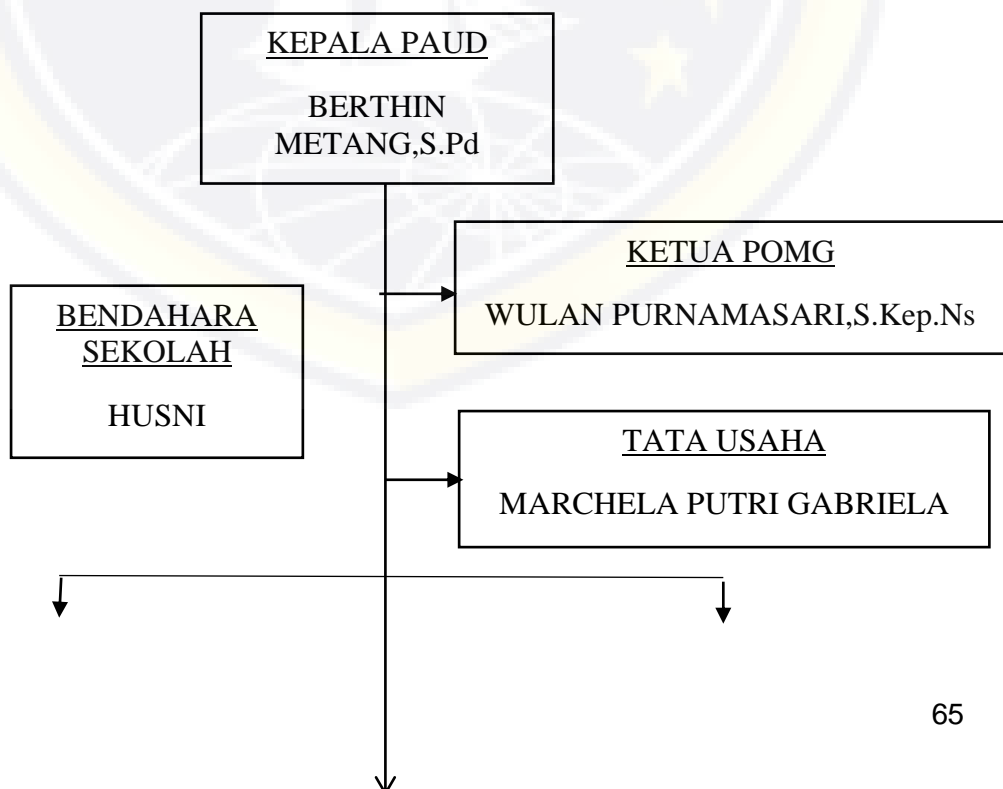 KEPALA PAUD
BERTHIN
METANG,S.Pd
KETUA POMG
WULAN PURNAMASARI,S.Kep.Ns
BENDAHARA
SEKOLAH
HUSNI
TATA USAHA
MARCHELA PUTRI GABRIELA
65